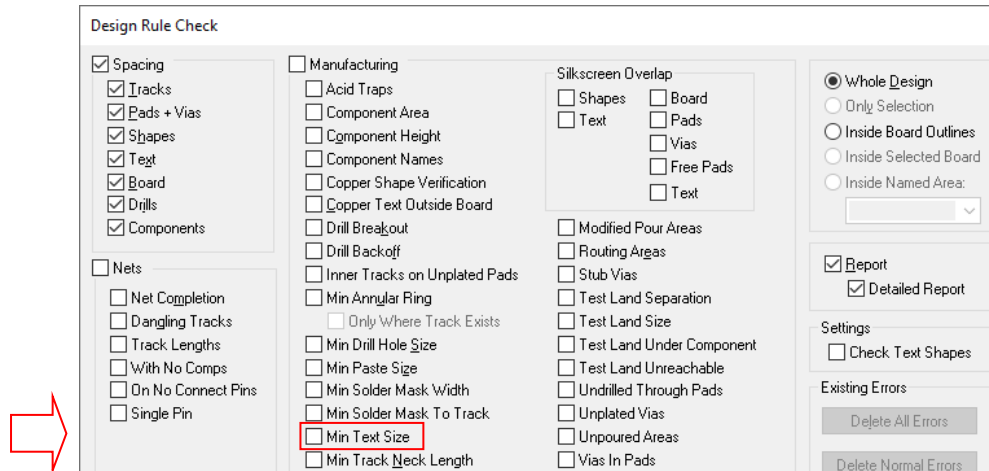 Design Rule Check
Spacing
Tracks
Pads + Vias
Shapes
Text
Board
Drills
Components
Nets
Net Completion
Dangling Tracks
Track Lengths
With No Comps
On No Connect Pins
Single Pin
Manufacturing
Acid Traps
Component Area
Component Height
Component Names
Copper Shape Verification
Copper Text Outside Board
Drill Breakout
Drill Backoff
Inner Tracks on Unplated Pads
Min Annular Ring
Only Where Track Exists
Min Drill Hole Size
Min Paste Size
Min Solder Mask Width
Min Solder Mask To Track
Min Text Size
Min Track Neck Length
Silkscreen Overlap
Shapes
Text
Board
Pads
Vias
Free Pads
Text
Modified Pour Areas
Routing Areas
Stub Vias
Test Land Separation
Test Land Size
Test Land Under Component
Test Land Unreachable
Undrilled Through Pads
Unplated Vias
Unpoured Areas
Vias In Pads
Whole Design
Only Selection
Inside Board Outlines
Inside Selected Board
Inside Named Area:
Report
Detailed Report
Settings
Check Text Shapes
Existing Errors
Delete All Errors
Delete Normal Errors